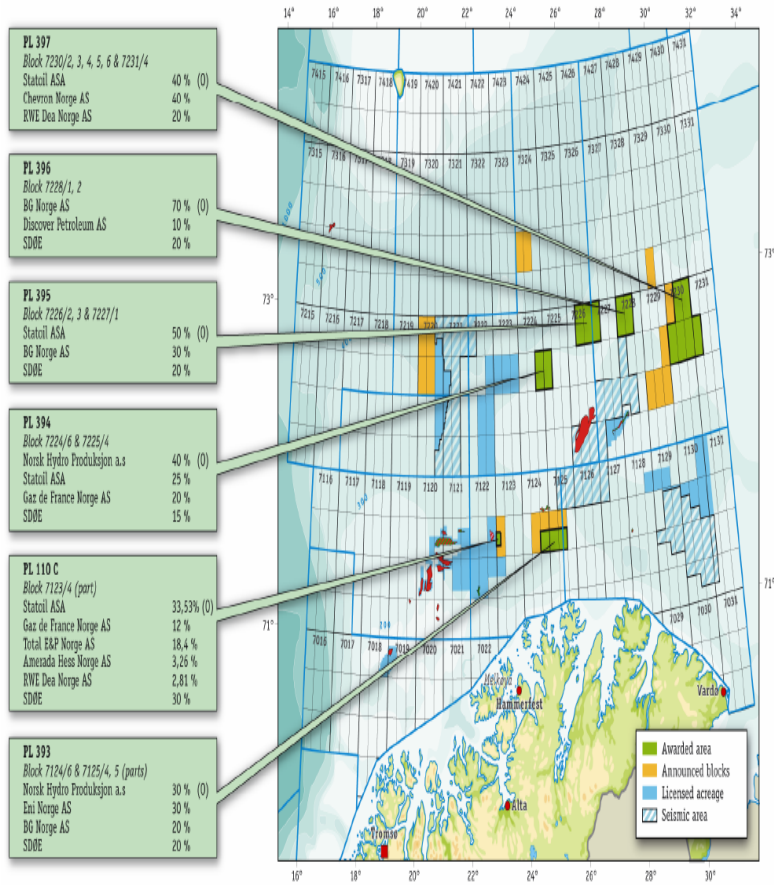 14° 16° 18° 20° 22° 24° 26° 28° 30° 32° 34°
PL 397
Block 7230/2, 3, 4, 5, 6 & 7231/4
Statoil ASA 40 % (O)
Chevron Norge AS 40 %
RWE Dea Norge AS 20 %
PL 396
Block 7228/1, 2
BG Norge AS 70 % (O)
Discover Petroleum AS 10 %
SDØE 20 %
PL 395
Block 7226/2, 3 & 7227/1
Statoil ASA 50 % (O)
BG Norge AS 30 %
SDØE 20 %
PL 394
Block 7224/6 & 7225/4
Norsk Hydro Produksjon a.s 40 % (O)
Statoil ASA 25 %
Gaz de France Norge AS 20 %
SDØE 15 %
PL 110 C
Block 7123/4 (part)
Statoil ASA 33,53% (O)
Gaz de France Norge AS 12 %
Total E&P Norge AS 18,4 %
Amerada Hess Norge AS 3,26 %
RWE Dea Norge AS 2,81 %
SDØE 30 %
PL 393
Block 7124/6 & 7125/4, 5 (parts)
Norsk Hydro Produksjon a.s 30 % (O)
Eni Norge AS 30 %
BG Norge AS 20 %
SDØE 20 %
7415 7416 7417 7418 7419 7420 7421 7422 7423 7424 7425 7426 7427 7428 7429 7430 7431
7315 7316 7317 7319 7320 7321 7322 7323 7324 7325 7326 7327 7328 7329 7330 7331
73°
73°
7215 7216 7217 7218 7219 7220 7223 7224 7225 7226 7227 7228 7229 7230 7231
7116 7117 7118 7119 7120 7121 7122 7123 7124 7125 7126 7127 7128 7129 7130 7131
71°
71°
7016 7017 7018 7019 7020 7021 7022 7029 7030 7031
Melkøya
Hammerfest
Vardø
Alta
Tromsø
Awarded area
Announced blocks
Licensed acreage
Seismic area
16° 18° 20° 22° 24° 26° 28° 30° 32°